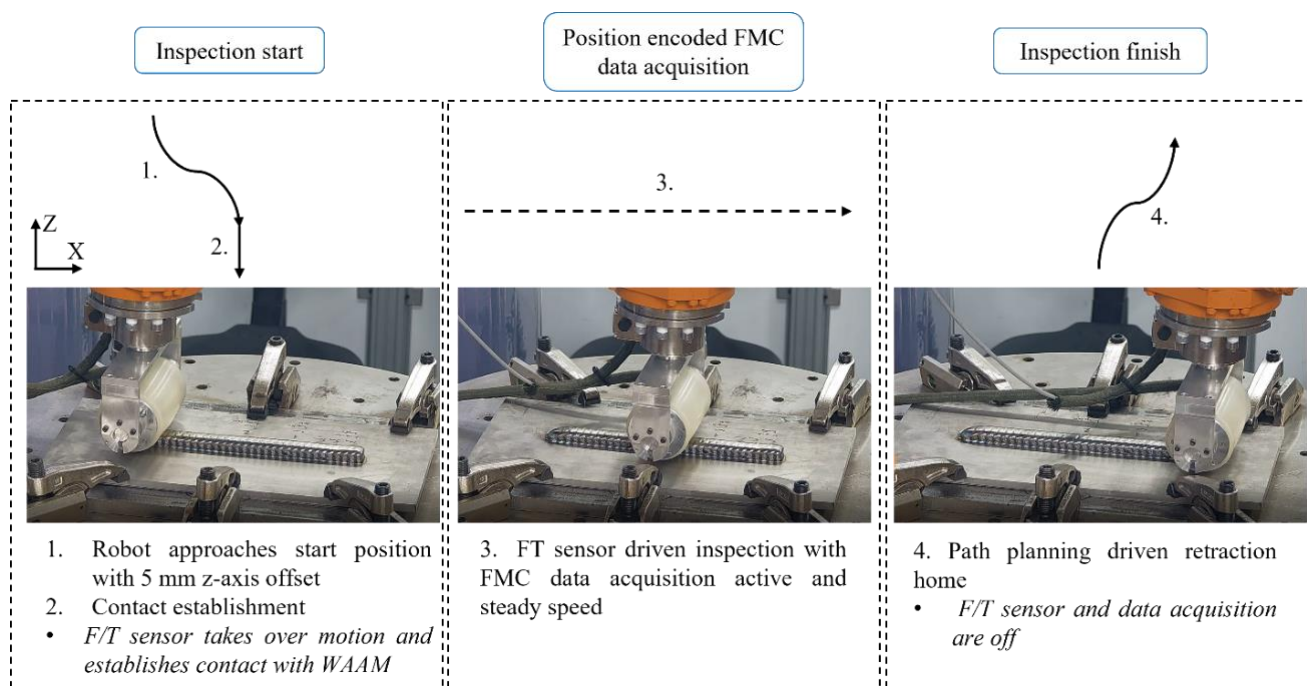 Inspection start
Position encoded FMC
data acquisition
Inspection finish
1.
2.
Z
X
3.
4.
1. Robot approaches start position
with 5 mm z-axis offset
2. Contact establishment
• F/T sensor takes over motion and
establishes contact with WAAM
3. FT sensor driven inspection with
FMC data acquisition active and
steady speed
4. Path planning driven retraction
home
• F/T sensor and data acquisition
are off